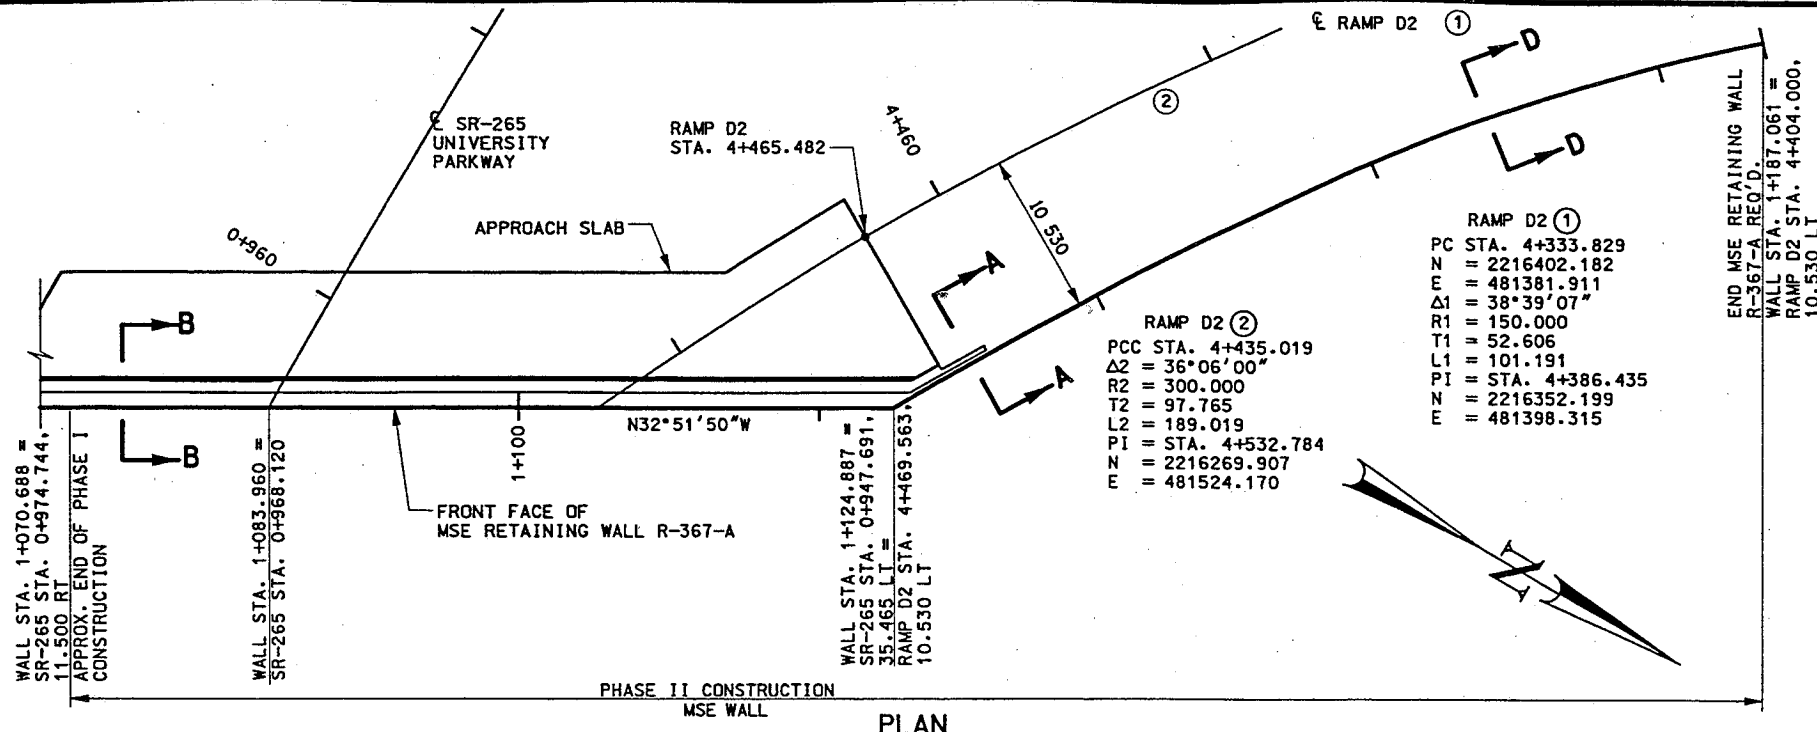 ℄ RAMP D2 ①
D
D
②
4+460
℄ SR-265
UNIVERSITY
PARKWAY
RAMP D2
STA. 4+465.482
APPROACH SLAB
0+960
10 530
A
A
B
B
RAMP D2 ①
PC STA. 4+333.829
N = 2216402.182
E = 481381.911
Δ1 = 38°39'07"
R1 = 150.000
T1 = 52.606
L1 = 101.191
PI = STA. 4+386.435
N = 2216352.199
E = 481398.315
RAMP D2 ②
PCC STA. 4+435.019
Δ2 = 36°06'00"
R2 = 300.000
T2 = 97.765
L2 = 189.019
PI = STA. 4+532.784
N = 2216269.907
E = 481524.170
END MSE RETAINING WALL
R-367-A REQ'D.
WALL STA. 1+187.061 =
RAMP D2 STA. 4+404.000,
10.530 LT
N32°51'50"W
1+100
FRONT FACE OF
MSE RETAINING WALL R-367-A
WALL STA. 1+070.688 =
SR-265 STA. 0+974.744,
11.500 RT
APPROX. END OF PHASE I
CONSTRUCTION
WALL STA. 1+083.960 =
SR-265 STA. 0+968.120
WALL STA. 1+124.887 =
SR-265 STA. 0+947.691,
35.465 LT =
RAMP D2 STA. 4+469.563,
10.530 LT
N
PHASE II CONSTRUCTION
MSE WALL
PLAN